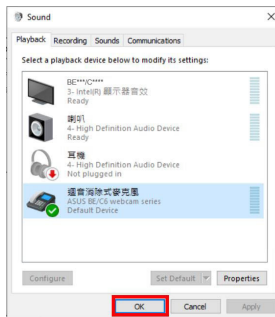 Sound
Playback
Recording
Sounds
Communications
Select a playback device below to modify its settings:
BE***/C****
3- Intel(R) 顯示器音效
Ready
喇叭
4- High Definition Audio Device
Ready
耳機
4- High Definition Audio Device
Not plugged in
迴音消除式麥克風
ASUS BE/C6 webcam series
Default Device
Configure
Set Default
Properties
OK
Cancel
Apply